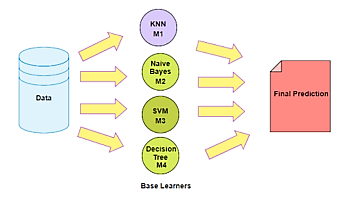 KNN
M1
Naive
Bayes
M2
Data
SVM
M3
Final Prediction
Decision
Tree
M4
Base Learners